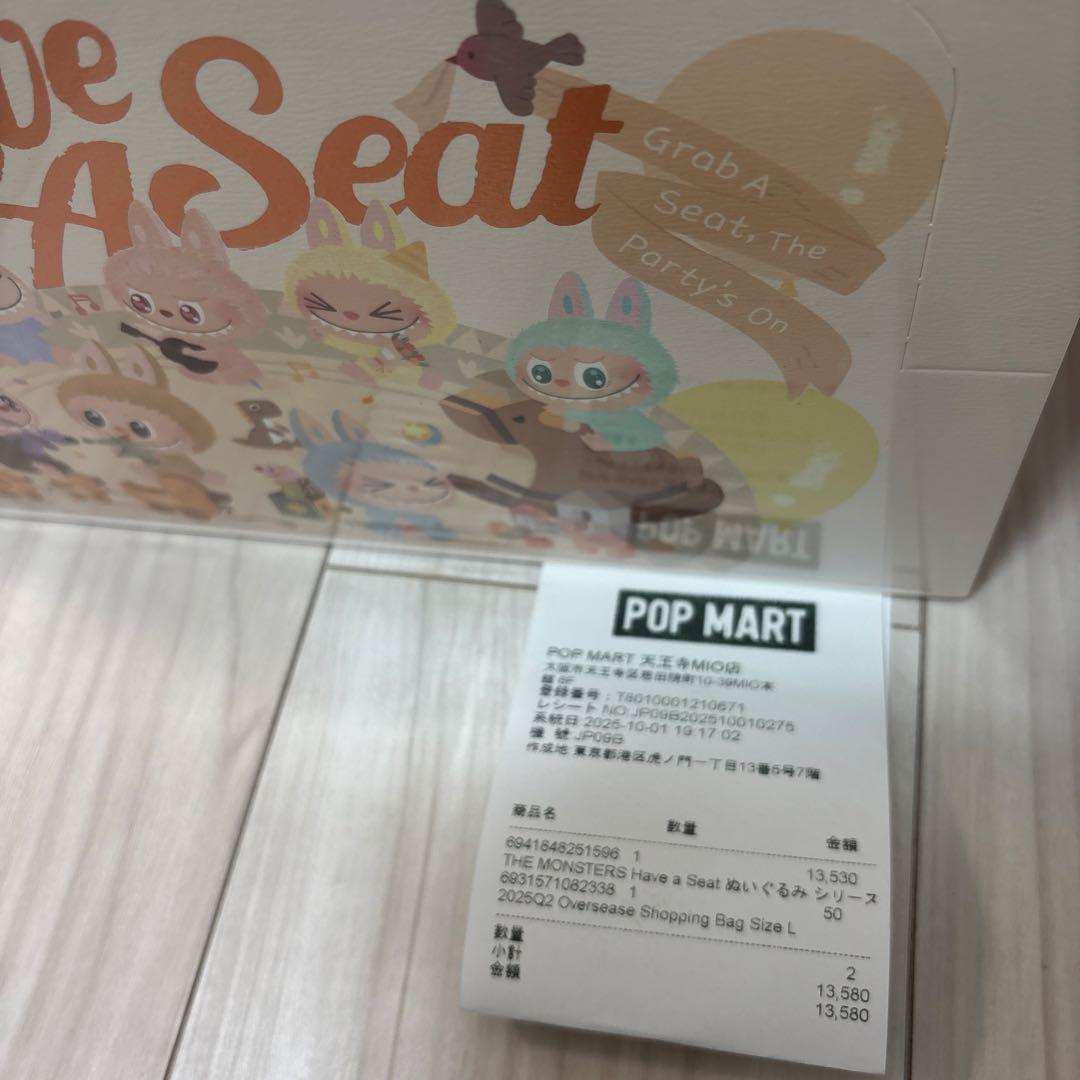 ve
A Seat
Grab A
Seat, The
Party's On
POP MART
POP MART
POP MART 天王寺MIO店
大阪市天王寺区悲田院町10-39MIO本
館 6F
登録番号：T8010001210671
レシートNO:JP09B202510010275
系統日:2025-10-01 19:17:02
機 號:JP09B
作成地:東京都港区虎ノ門一丁目13番5号7階
商品名 数量 金額
6941848251596 1 13,530
THE MONSTERS Have a Seat ぬいぐるみ シリーズ
6931571082338 1 50
2025Q2 Oversease Shopping Bag Size L
数量 2
小計 13,580
金額 13,580